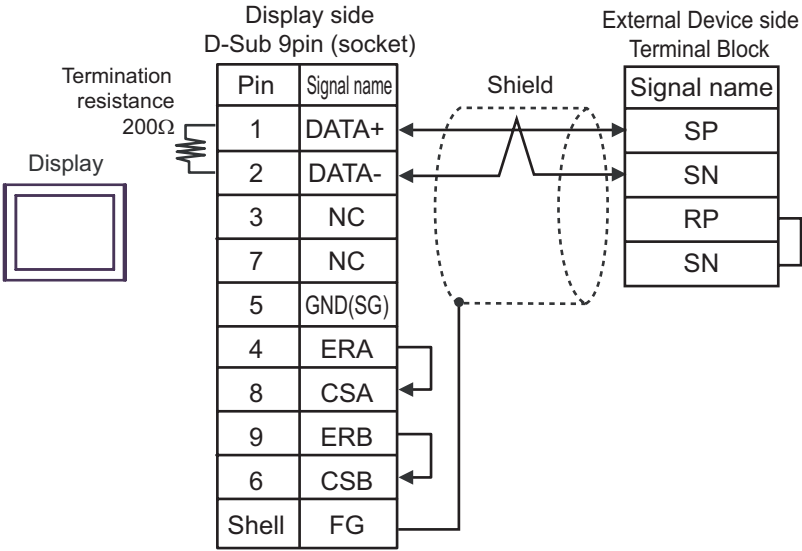 Display side
D-Sub 9pin (socket)
External Device side
Terminal Block
Termination
resistance
200Ω
Display
Shield
Pin Signal name
1 DATA+
2 DATA-
3 NC
7 NC
5 GND(SG)
4 ERA
8 CSA
9 ERB
6 CSB
Shell FG
Signal name
SP
SN
RP
SN